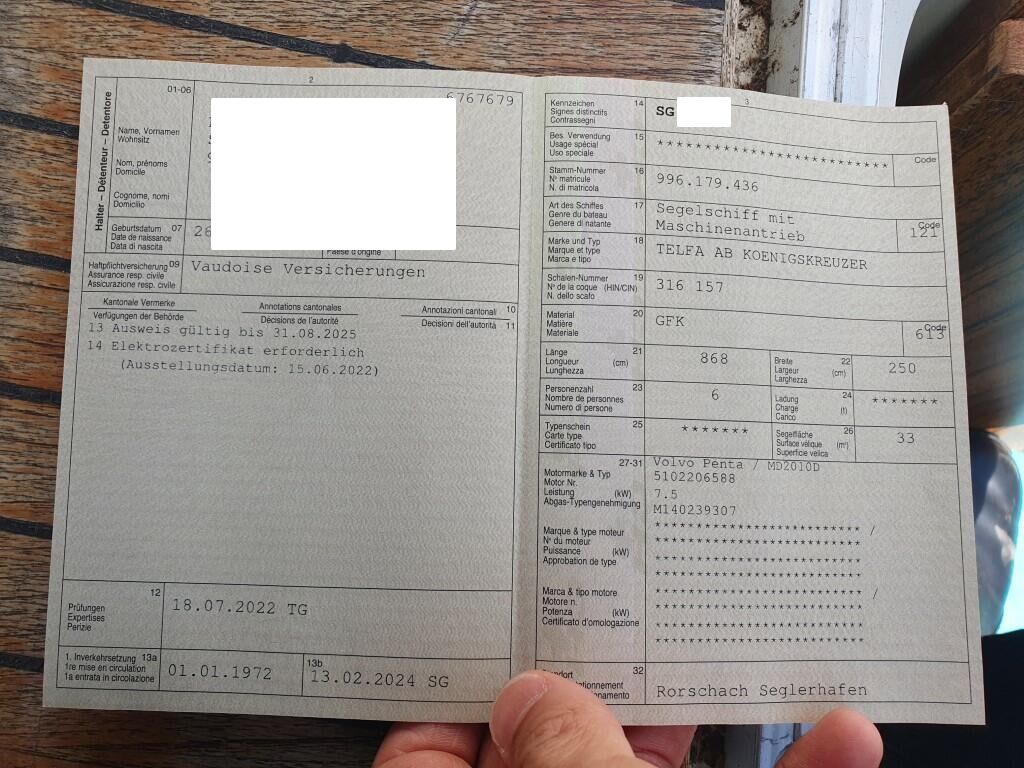 2
01-06
6767679
Halter – Détenteur – Detentore
Name, Vornamen
Wohnsitz
Nom, prénoms
Domicile
Cognome, nomi
Domicilio
Geburtsdatum 07
Date de naissance
Data di nascita
26
Paese d'origine
Haftpflichtversicherung 09
Assurance resp. civile
Assicurazione resp. civile
Vaudoise Versicherungen
Kantonale Vermerke
Annotations cantonales
Annotazioni cantonali 10
Verfügungen der Behörde
Décisions de l'autorité
Decisioni dell'autorità 11
13 Ausweis gültig bis 31.08.2025
14 Elektrozertifikat erforderlich
(Ausstellungsdatum: 15.06.2022)
12
Prüfungen
Expertises
Perizie
18.07.2022 TG
1. Inverkehrsetzung 13a
1re mise en circulation
1a entrata in circolazione
01.01.1972
13b
13.02.2024 SG
3
Kennzeichen 14
Signes distinctifs
Contrassegni
SG
Bes. Verwendung 15
Usage spécial
Uso speciale
************************
Code
Stamm-Nummer 16
N° matricule
N. di matricola
996.179.436
Art des Schiffes 17
Genre du bateau
Genere di natante
Segelschiff mit
Maschinenantrieb
Code
121
Marke und Typ 18
Marque et type
Marca e tipo
TELFA AB KOENIGSKREUZER
Schalen-Nummer 19
N° de la coque (HIN/CIN)
N. dello scafo
316 157
Material 20
Matière
Materiale
GFK
Code
613
Länge 21
Longueur (cm)
Lunghezza
868
Breite 22
Largeur (cm)
Larghezza
250
Personenzahl 23
Nombre de personnes
Numero di persone
6
Ladung 24
Charge (t)
Carico
*******
Typenschein 25
Carte type
Certificato tipo
*******
Segelfläche 26
Surface vélique (m²)
Superficie velica
33
27-31
Motormarke & Typ
Motor Nr.
Leistung (kW)
Abgas-Typengenehmigung
Volvo Penta / MD2010D
5102206588
7.5
M140239307
Marque & type moteur
N° du moteur
Puissance (kW)
Approbation de type
************************* /
*************************
*************************
*************************
Marca & tipo motore
Motore n.
Potenza (kW)
Certificato d'omologazione
************************* /
*************************
*************************
*************************
32
Rorschach Seglerhafen